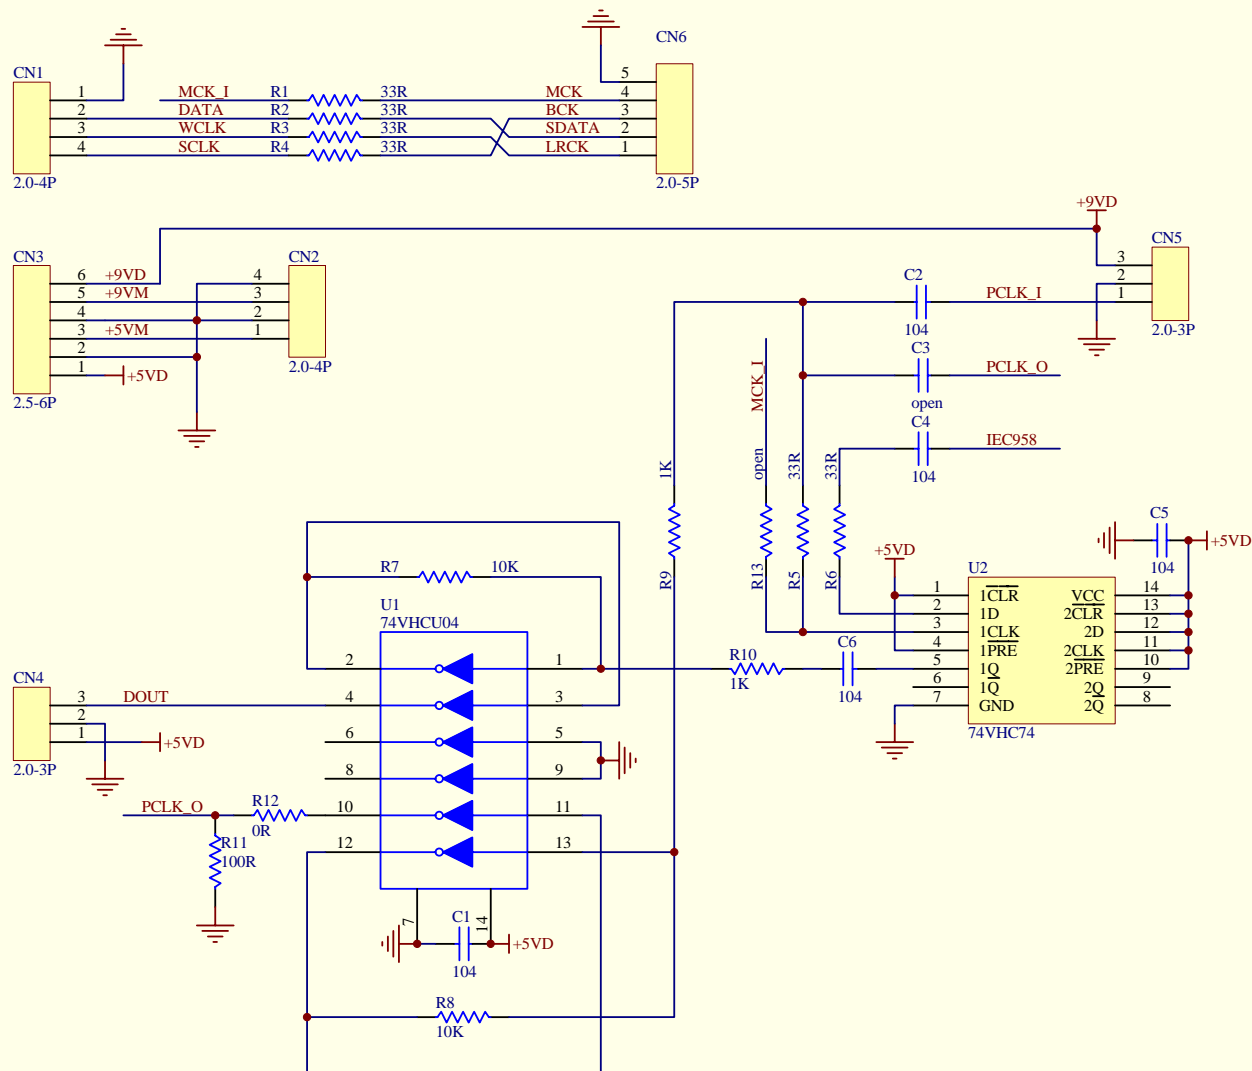 CN6
CN1
5
1 MCK_I R1 33R MCK 4
2 DATA R2 33R BCK 3
3 WCLK R3 33R SDATA 2
4 SCLK R4 33R LRCK 1
2.0-4P
2.0-5P
+9VD
CN5
CN3
CN2
3
6 +9VD
4
C2
2
5 +9VM
3
PCLK_I
1
4
2
104
2.0-3P
3 +5VM
1
C3
2
2.0-4P
PCLK_O
1
+5VD
MCK_I
2.5-6P
open
C4
IEC958
1K
open
33R
33R
104
C5
+5VD
+5VD
104
R7
10K
R9
R13
R5
R6
U2
U1
74VHCU04
1 1CLR VCC 14
2 1D 2CLR 13
3 1CLK 2D 12
4 1PRE 2CLK 11
5 1Q 2PRE 10
6 1Q 2Q 9
7 GND 2Q 8
74VHC74
C6
R10
1K
104
2
1
CN4
3 DOUT
4
3
2
1
+5VD
6
5
2.0-3P
8
9
PCLK_O
R12
0R
10
11
R11
100R
12
13
7
C1
14
+5VD
104
R8
10K